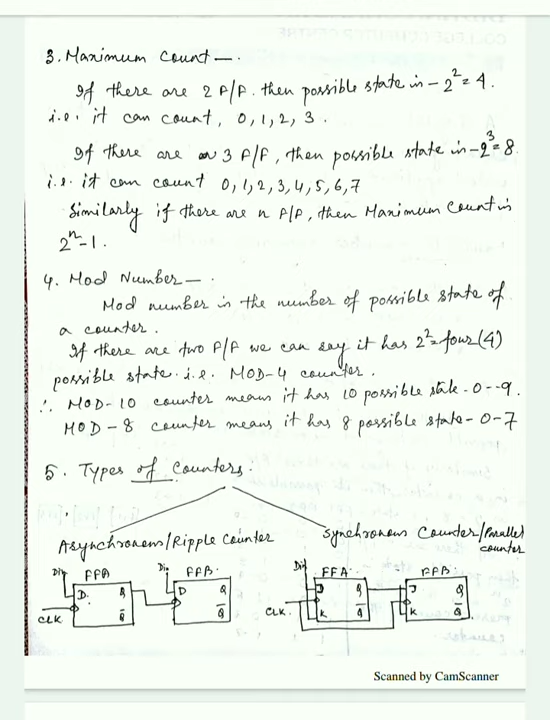 3. Maximum Count — .
If there are 2 F/F. then possible state is - 2² = 4.
i.e. it can count, 0, 1, 2, 3 .
If there are 3 F/F, then possible state is - 2³ = 8
i.e. it can count 0, 1, 2, 3, 4, 5, 6, 7
Similarly if there are n F/F, then Maximum Count is
2ⁿ-1 .
4. Mod Number — .
Mod number is the number of possible state of
a counter .
If there are two F/F we can say it has 2² = four (4)
possible state. i.e. MOD-4 counter .
∴ MOD-10 counter means it has 10 possible state - 0--9.
MOD-8 counter means it has 8 possible state - 0-7
5. Types of Counters :
Asynchronous/Ripple Counter
Synchronous Counter/Parallel
counter
Din FFA Din FFB.
D. Q D Q
Q̅ Q̅
CLK
Din FFA. FFB.
J Q J Q
CLK. K Q̅ K Q̅
Scanned by CamScanner